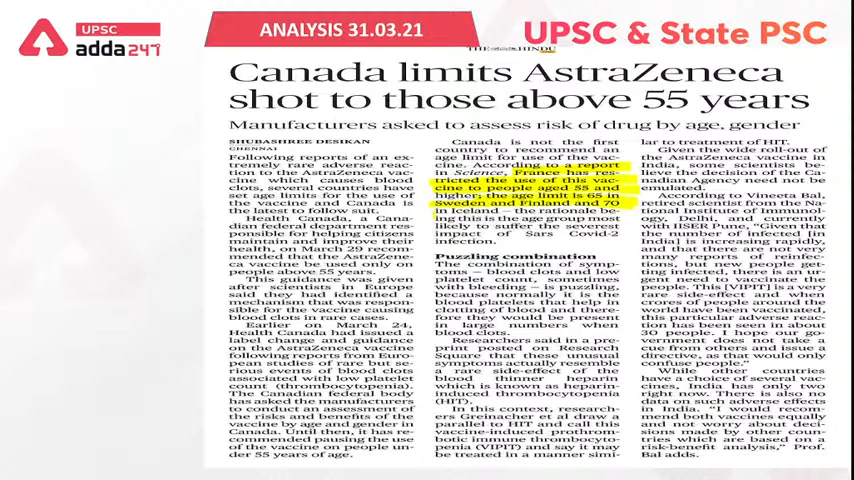 UPSC
adda247
ANALYSIS 31.03.21
UPSC & State PSC
THE HINDU
Canada limits AstraZeneca
shot to those above 55 years
Manufacturers asked to assess risk of drug by age, gender
SHUBASHREE DESIKAN
CHENNAI
Following reports of an ex-
tremely rare adverse reac-
tion to the AstraZeneca vac-
cine which causes blood
clots, several countries have
set age limits for the use of
the vaccine and Canada is
the latest to follow suit.
Health Canada, a Cana-
dian federal department res-
ponsible for helping citizens
maintain and improve their
health, on March 29 recom-
mended that the AstraZene-
ca vaccine be used only on
people above 55 years.
This guidance was given
after scientists in Europe
said they had identified a
mechanism that was respon-
sible for the vaccine causing
blood clots in rare cases.
Earlier on March 24,
Health Canada had issued a
label change and guidance
on the AstraZeneca vaccine
following reports from Euro-
pean studies of rare but se-
rious events of blood clots
associated with low platelet
count (thrombocytopenia).
The Canadian federal body
has asked the manufacturers
to conduct an assessment of
the risks and benefits of the
vaccine by age and gender in
Canada. Until then, it has re-
commended pausing the use
of the vaccine on people un-
der 55 years of age.
Canada is not the first
country to recommend an
age limit for use of the vac-
cine. According to a report
in Science, France has res-
tricted the use of this vac-
cine to people aged 55 and
higher; the age limit is 65 in
Sweden and Finland and 70
in Iceland – the rationale be-
ing this is the age group most
likely to suffer the severest
impact of Sars Covid-2
infection.
Puzzling combination
The combination of symp-
toms – blood clots and low
platelet count, sometimes
with bleeding – is puzzling,
because normally it is the
blood platelets that help in
clotting of blood and there-
fore they would be present
in large numbers when
blood clots.
Researchers said in a pre-
print posted on Research
Square that these unusual
symptoms actually resemble
a rare side-effect of the
blood thinner heparin
which is known as heparin-
induced thrombocytopenia
(HIT).
In this context, research-
ers Greinacher et al draw a
parallel to HIT and call this
vaccine-induced prothrom-
botic immune thrombocyto-
penia (VIPIT) and say it may
be treated in a manner simi-
lar to treatment of HIT.
Given the wide roll-out of
the AstraZeneca vaccine in
India, some scientists be-
lieve the decision of the Ca-
nadian Agency need not be
emulated.
According to Vineeta Bal,
retired scientist from the Na-
tional Institute of Immunol-
ogy, Delhi, and currently
with IISER Pune, “Given that
the number of infected [in
India] is increasing rapidly,
and that there are not very
many reports of reinfec-
tions, but new people get-
ting infected, there is an ur-
gent need to vaccinate the
people. This [VIPIT] is a very
rare side-effect and when
crores of people around the
world have been vaccinated,
this particular adverse reac-
tion has been seen in about
30 people. I hope our go-
vernment does not take a
cue from others and issue a
directive, as that would only
confuse people.”
While other countries
have a choice of several vac-
cines, India has only two
right now. There is also no
data on such adverse effects
in India. “I would recom-
mend both vaccines equally
and not worry about deci-
sions made by other coun-
tries which are based on a
risk-benefit analysis,” Prof.
Bal adds.